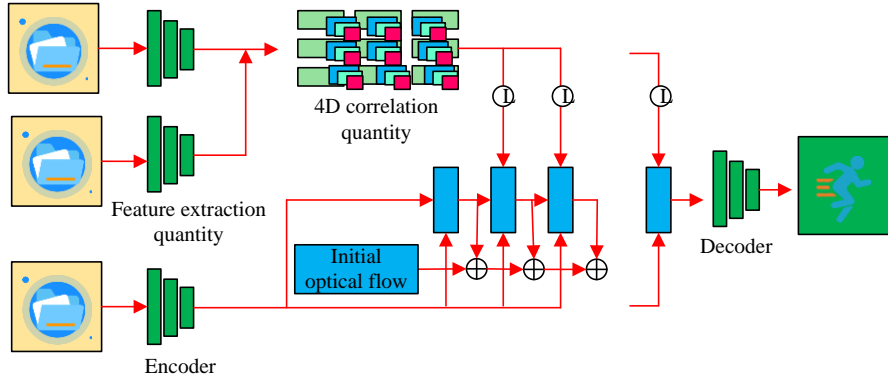 4D correlation
quantity
L
L
L
Feature extraction
quantity
Initial
optical flow
Decoder
Encoder